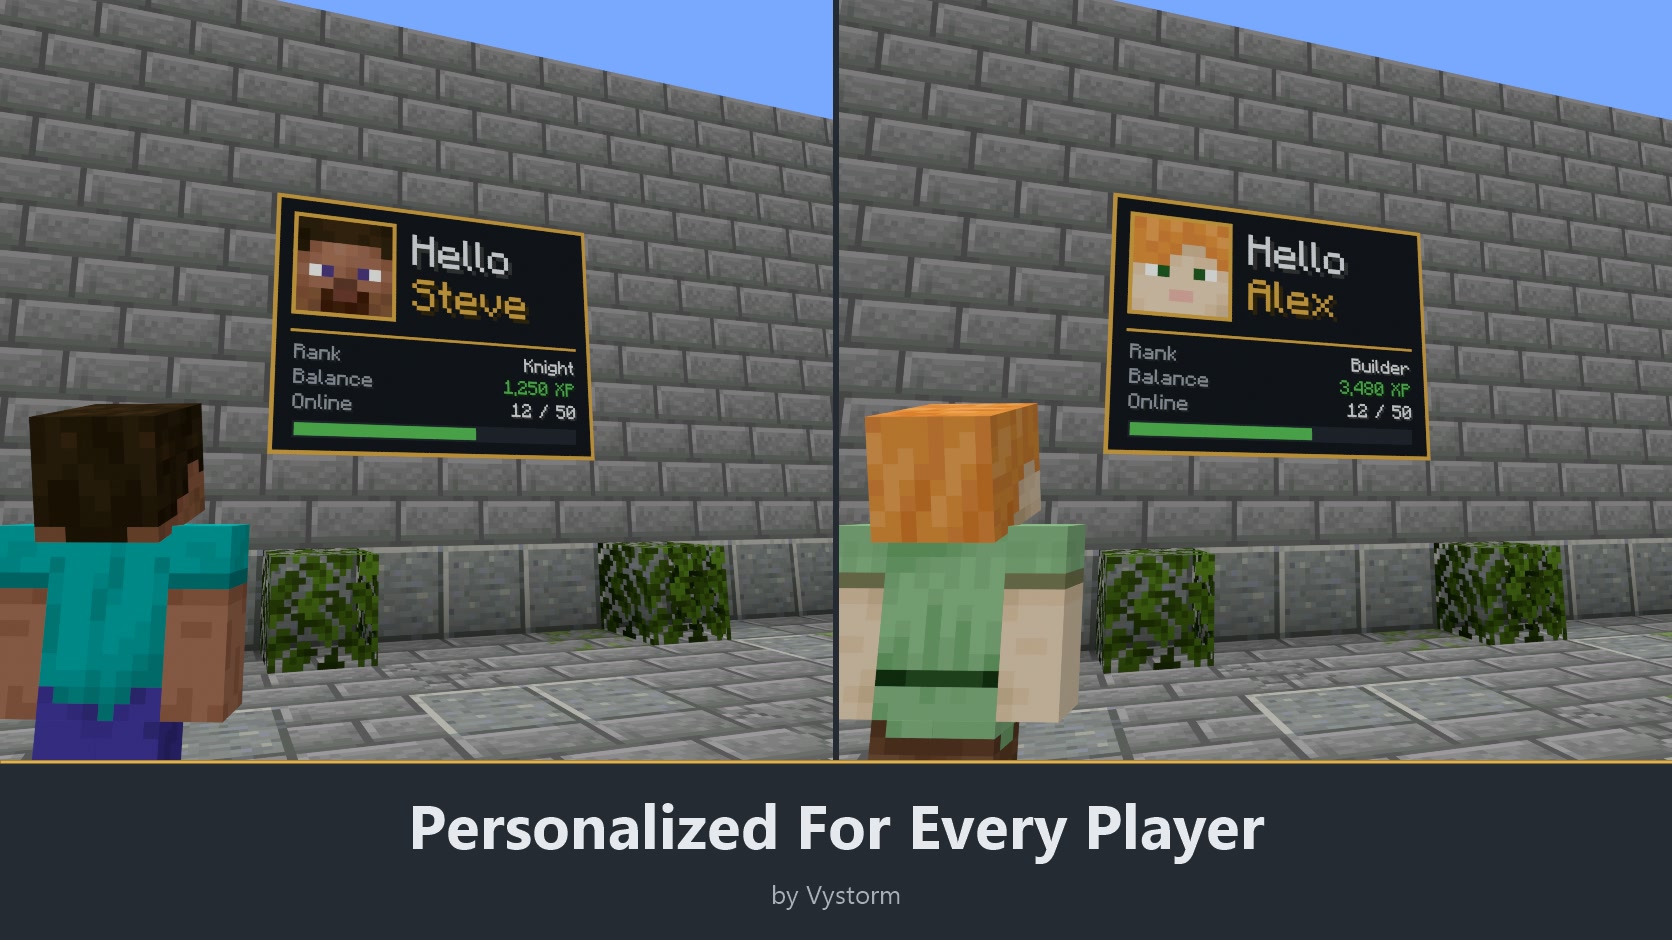 Hello
Steve
Rank Knight
Balance 1,250 XP
Online 12 / 50
Hello
Alex
Rank Builder
Balance 3,480 XP
Online 12 / 50
Personalized For Every Player
by Vystorm